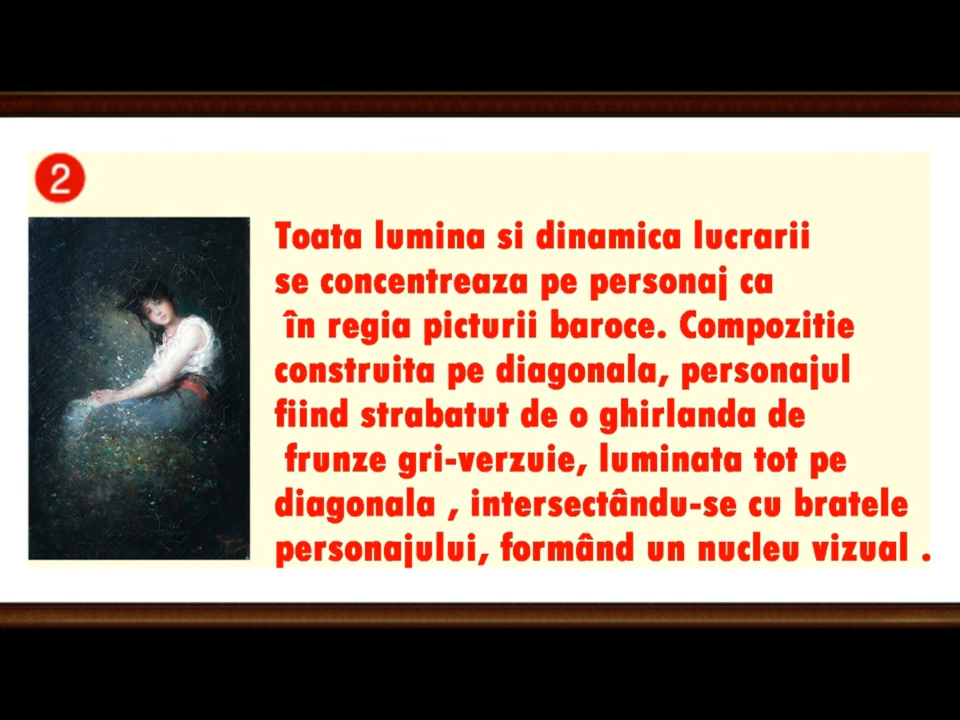 2
Toata lumina si dinamica lucrarii
se concentreaza pe personaj ca
în regia picturii baroce. Compozitie
construita pe diagonala, personajul
fiind strabatut de o ghirlanda de
frunze gri-verzuie, luminata tot pe
diagonala , intersectându-se cu bratele
personajului, formând un nucleu vizual .